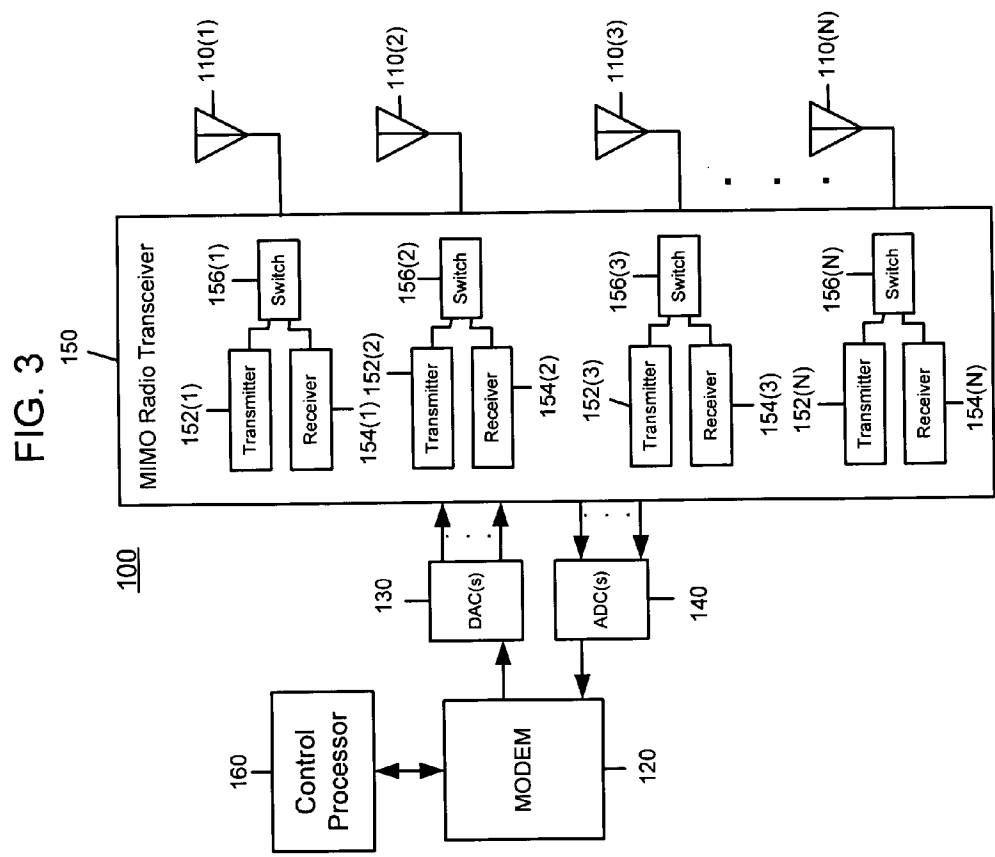 FIG. 3
100
150
MIMO Radio Transceiver
160
Control
Processor
MODEM
120
130
DAC(s)
ADC(s)
140
152(1)
Transmitter
Receiver
154(1)
156(1)
Switch
110(1)
152(2)
Transmitter
Receiver
154(2)
156(2)
Switch
110(2)
152(3)
Transmitter
Receiver
154(3)
156(3)
Switch
110(3)
152(N)
Transmitter
Receiver
154(N)
156(N)
Switch
110(N)